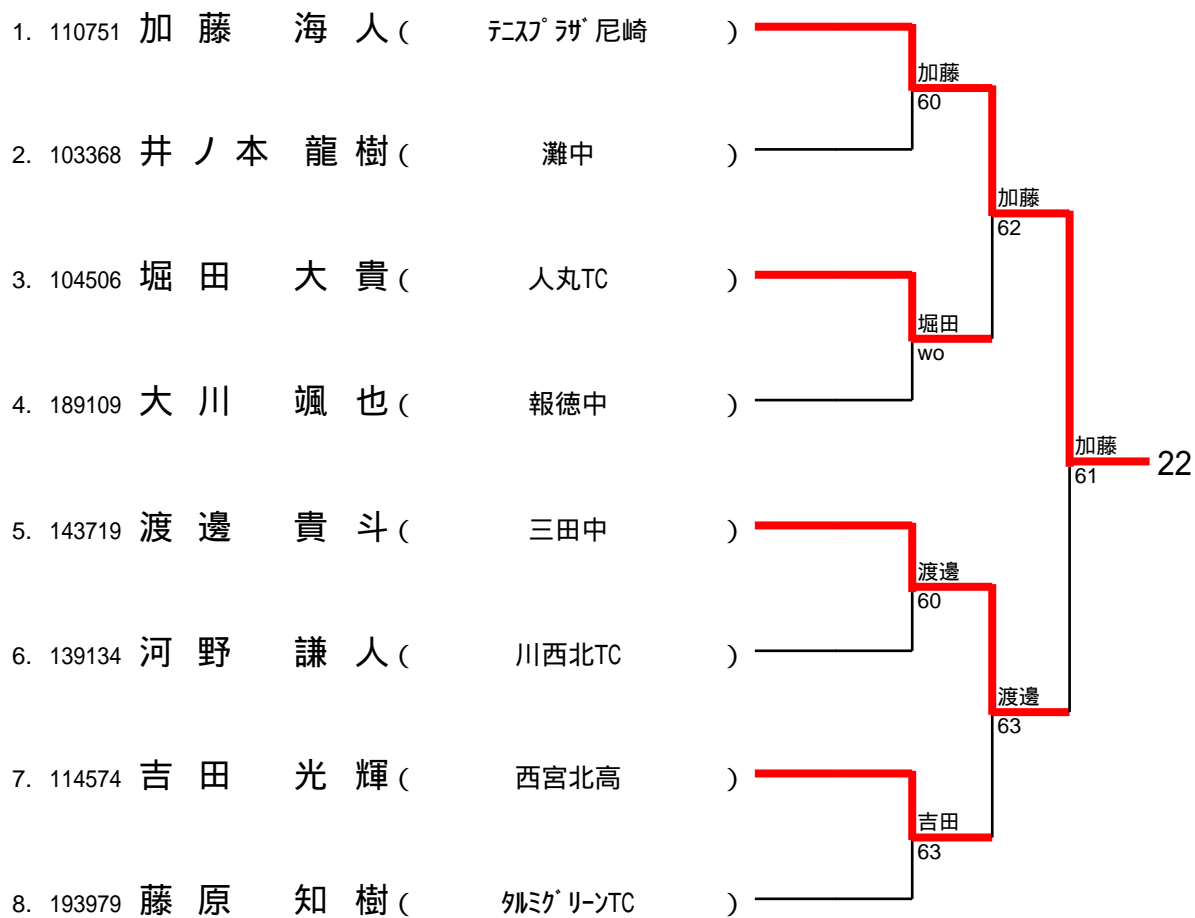 1. 110751 加藤 海人 ( テニスプラザ尼崎 )
加藤
60
2. 103368 井ノ本 龍樹 ( 灘中 )
加藤
62
3. 104506 堀田 大貴 ( 人丸TC )
堀田
wo
4. 189109 大川 颯也 ( 報徳中 )
加藤
61
22
5. 143719 渡邊 貴斗 ( 三田中 )
渡邊
60
6. 139134 河野 謙人 ( 川西北TC )
渡邊
63
7. 114574 吉田 光輝 ( 西宮北高 )
吉田
63
8. 193979 藤原 知樹 ( タルミグリーンTC )